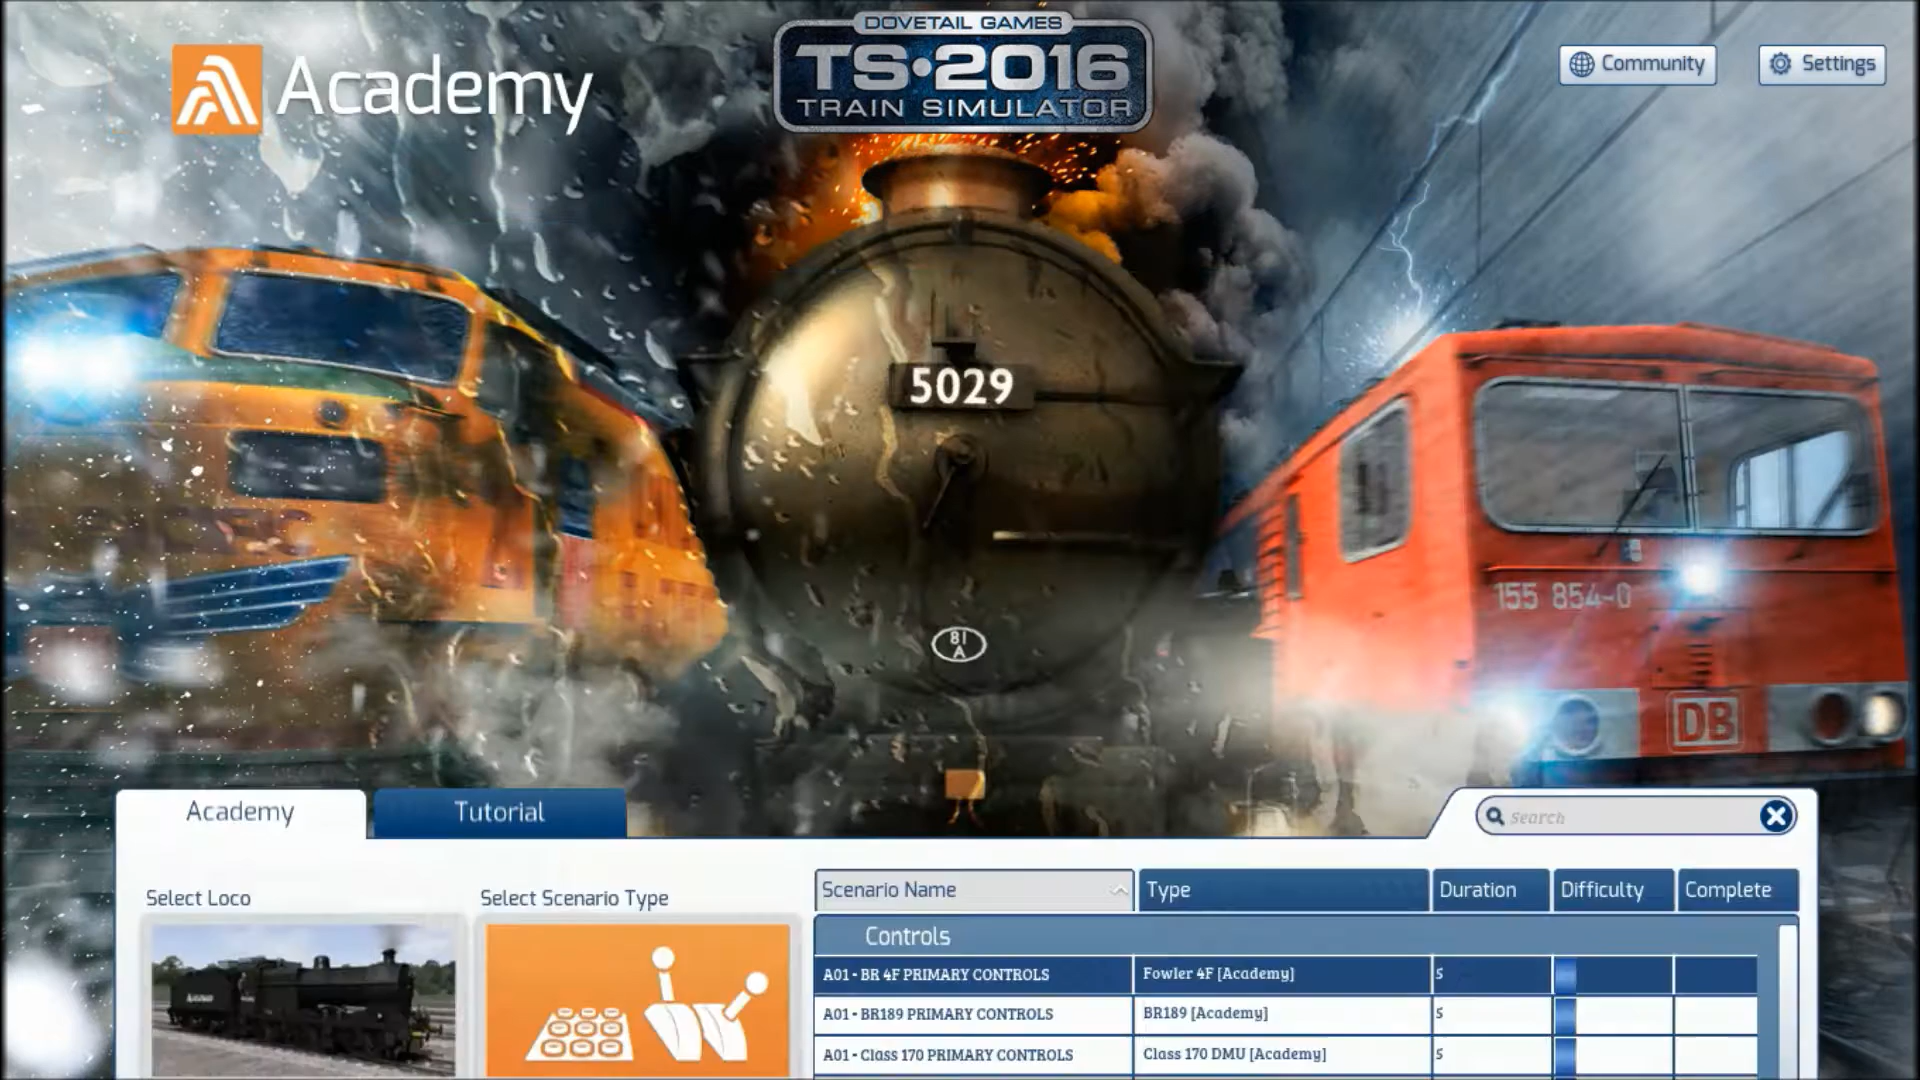 DOVETAIL GAMES
TS•2016
TRAIN SIMULATOR
Academy
Community
Settings
5029
155 854-0
81
A
DB
Academy
Tutorial
Search
Select Loco
Select Scenario Type
Scenario Name
Type
Duration
Difficulty
Complete
Controls
A01 - BR 4F PRIMARY CONTROLS
Fowler 4F [Academy]
5
A01 - BR189 PRIMARY CONTROLS
BR189 [Academy]
5
A01 - Class 170 PRIMARY CONTROLS
Class 170 DMU [Academy]
5